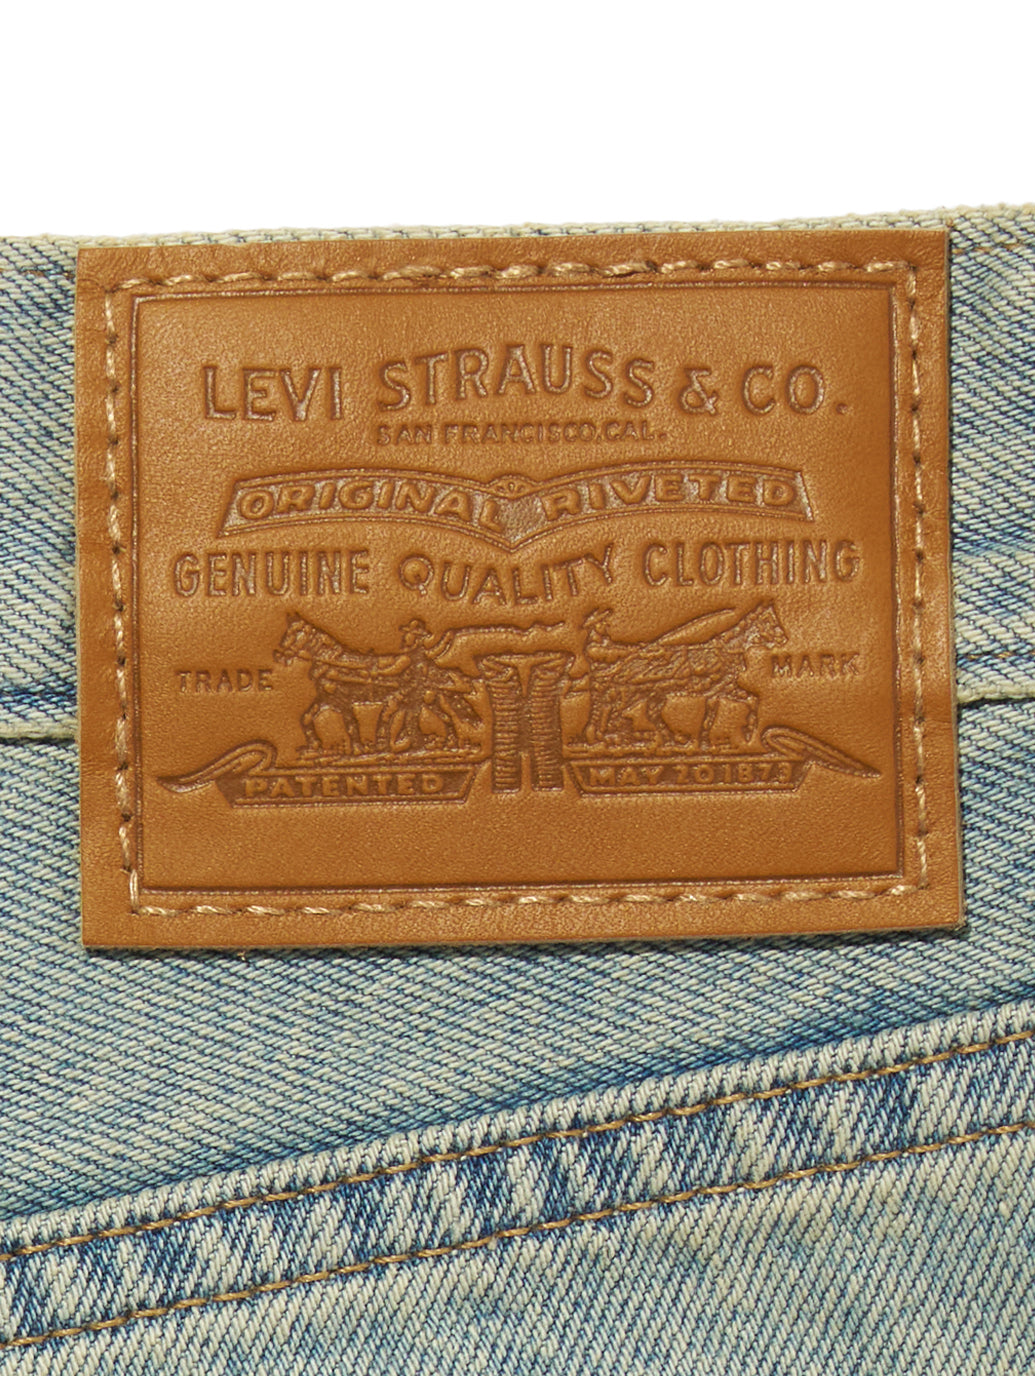 LEVI STRAUSS & CO.
SAN FRANCISCO, CAL.
ORIGINAL RIVETED
GENUINE QUALITY CLOTHING
TRADE MARK
PATENTED MAY 20 1873